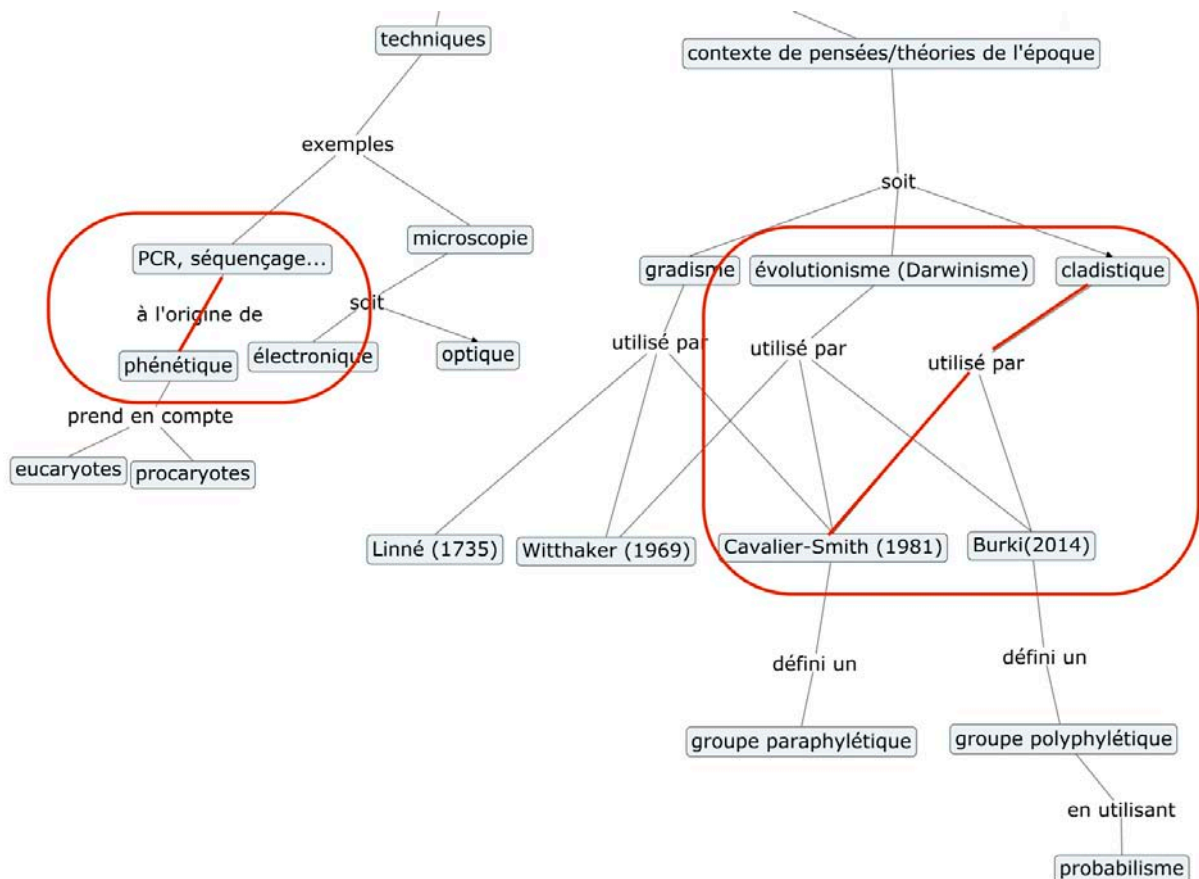 techniques
contexte de pensées/théories de l'époque
exemples
soit
PCR, séquençage...
microscopie
gradisme
évolutionisme (Darwinisme)
cladistique
à l'origine de
soit
utilisé par
utilisé par
utilisé par
phénétique
électronique
optique
prend en compte
eucaryotes
procaryotes
Linné (1735)
Witthaker (1969)
Cavalier-Smith (1981)
Burki(2014)
défini un
défini un
groupe paraphylétique
groupe polyphylétique
en utilisant
probabilisme